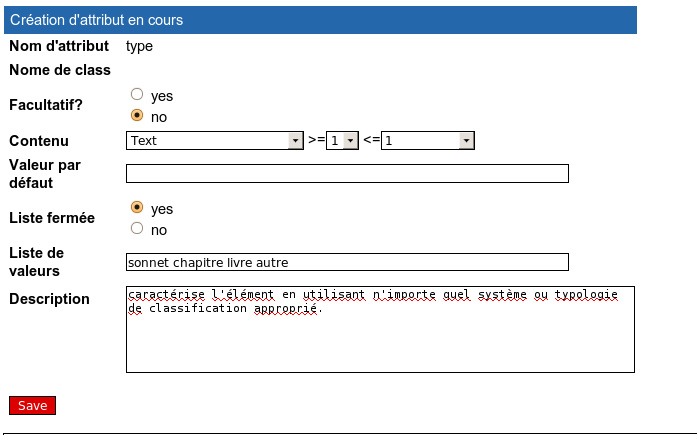 Création d'attribut en cours
Nom d'attribut type
Nome de class
Facultatif? yes
no
Contenu Text >= 1 <= 1
Valeur par
défaut
Liste fermée yes
no
Liste de
valeurs sonnet chapitre livre autre
Description caractérise l'élément en utilisant n'importe quel système ou typologie
de classification approprié.
Save